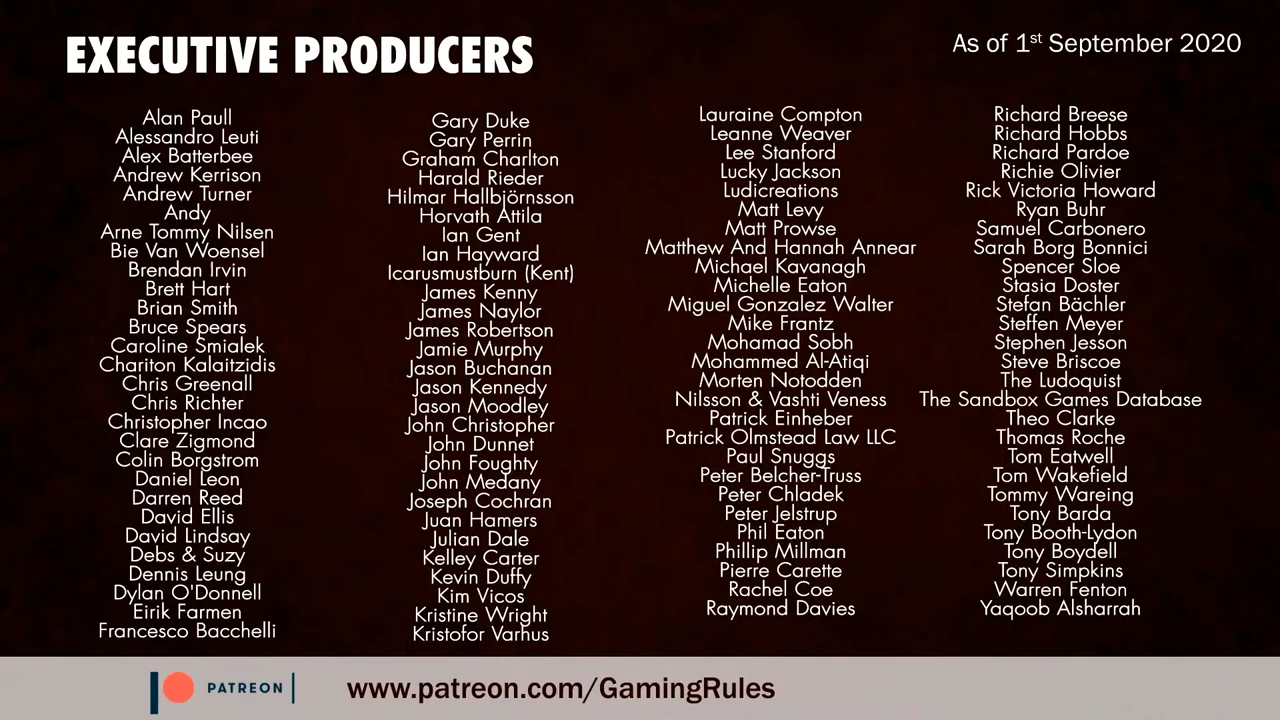 EXECUTIVE PRODUCERS
As of 1st September 2020
Alan Paull
Alessandro Leuti
Alex Batterbee
Andrew Kerrison
Andrew Turner
Andy
Arne Tommy Nilsen
Bie Van Woensel
Brendan Irvin
Brett Hart
Brian Smith
Bruce Spears
Caroline Smialek
Chariton Kalaitzidis
Chris Greenall
Chris Richter
Christopher Incao
Clare Zigmond
Colin Borgstrom
Daniel Leon
Darren Reed
David Ellis
David Lindsay
Debs & Suzy
Dennis Leung
Dylan O'Donnell
Eirik Farmen
Francesco Bacchelli
Gary Duke
Gary Perrin
Graham Charlton
Harald Rieder
Hilmar Hallbjörnsson
Horvath Attila
Ian Gent
Ian Hayward
Icarusmustburn (Kent)
James Kenny
James Naylor
James Robertson
Jamie Murphy
Jason Buchanan
Jason Kennedy
Jason Moodley
John Christopher
John Dunnet
John Foughty
John Medany
Joseph Cochran
Juan Hamers
Julian Dale
Kelley Carter
Kevin Duffy
Kim Vicos
Kristine Wright
Kristofor Varhus
Lauraine Compton
Leanne Weaver
Lee Stanford
Lucky Jackson
Ludicreations
Matt Levy
Matt Prowse
Matthew And Hannah Annear
Michael Kavanagh
Michelle Eaton
Miguel Gonzalez Walter
Mike Frantz
Mohamad Sobh
Mohammed Al-Atiqi
Morten Notodden
Nilsson & Vashti Veness
Patrick Einheber
Patrick Olmstead Law LLC
Paul Snuggs
Peter Belcher-Truss
Peter Chladek
Peter Jelstrup
Phil Eaton
Phillip Millman
Pierre Carette
Rachel Coe
Raymond Davies
Richard Breese
Richard Hobbs
Richard Pardoe
Richie Olivier
Rick Victoria Howard
Ryan Buhr
Samuel Carbonero
Sarah Borg Bonnici
Spencer Sloe
Stasia Doster
Stefan Bächler
Steffen Meyer
Stephen Jesson
Steve Briscoe
The Ludoquist
The Sandbox Games Database
Theo Clarke
Thomas Roche
Tom Eatwell
Tom Wakefield
Tommy Wareing
Tony Barda
Tony Booth-Lydon
Tony Boydell
Tony Simpkins
Warren Fenton
Yaqoob Alsharrah
PATREON
www.patreon.com/GamingRules